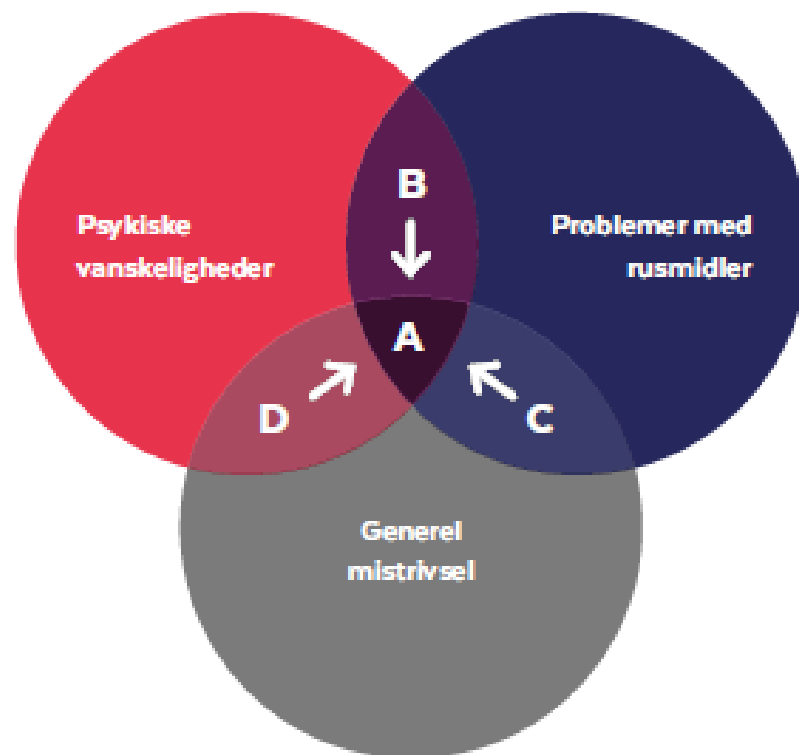 B
Psykiske
vanskeligheder
Problemer med
rusmidler
A
D
C
Generel
mistrivsel